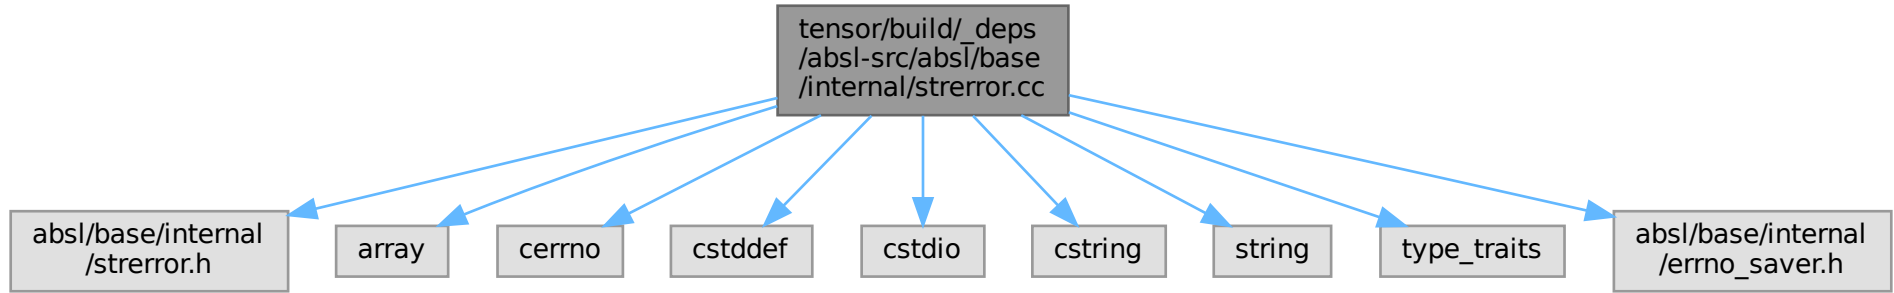 tensor/build/_deps
/absl-src/absl/base
/internal/strerror.cc
absl/base/internal
/strerror.h
array
cerrno
cstddef
cstdio
cstring
string
type_traits
absl/base/internal
/errno_saver.h